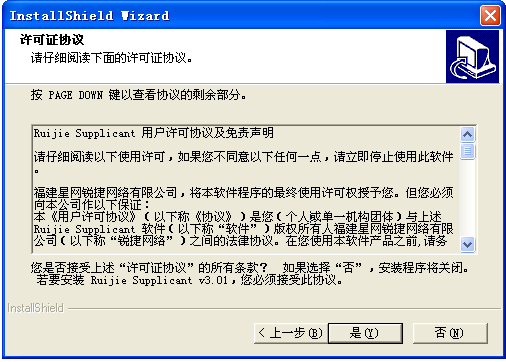 InstallShield Wizard
许可证协议
请仔细阅读下面的许可证协议。
按 PAGE DOWN 键以查看协议的剩余部分。
Ruijie Supplicant 用户许可协议及免责声明
请仔细阅读以下使用许可，如果您不同意以下任何一点，请立即停止使用此软件
。
福建星网锐捷网络有限公司，将本软件程序的最终使用许可权授予您。但您必须
向本公司作以下保证：
本《用户许可协议》（以下称《协议》）是您（个人或单一机构团体）与上述
Ruijie Supplicant 软件（以下称“软件”）版权所有人福建星网锐捷网络有限
公司（以下称“锐捷网络”）之间的法律协议。在您使用本软件产品之前,请务
您是否接受上述“许可证协议”的所有条款？ 如果选择“否”，安装程序将关闭。
若要安装 Ruijie Supplicant v3.01，您必须接受此协议。
InstallShield
< 上一步(B) 是(Y) 否(N)